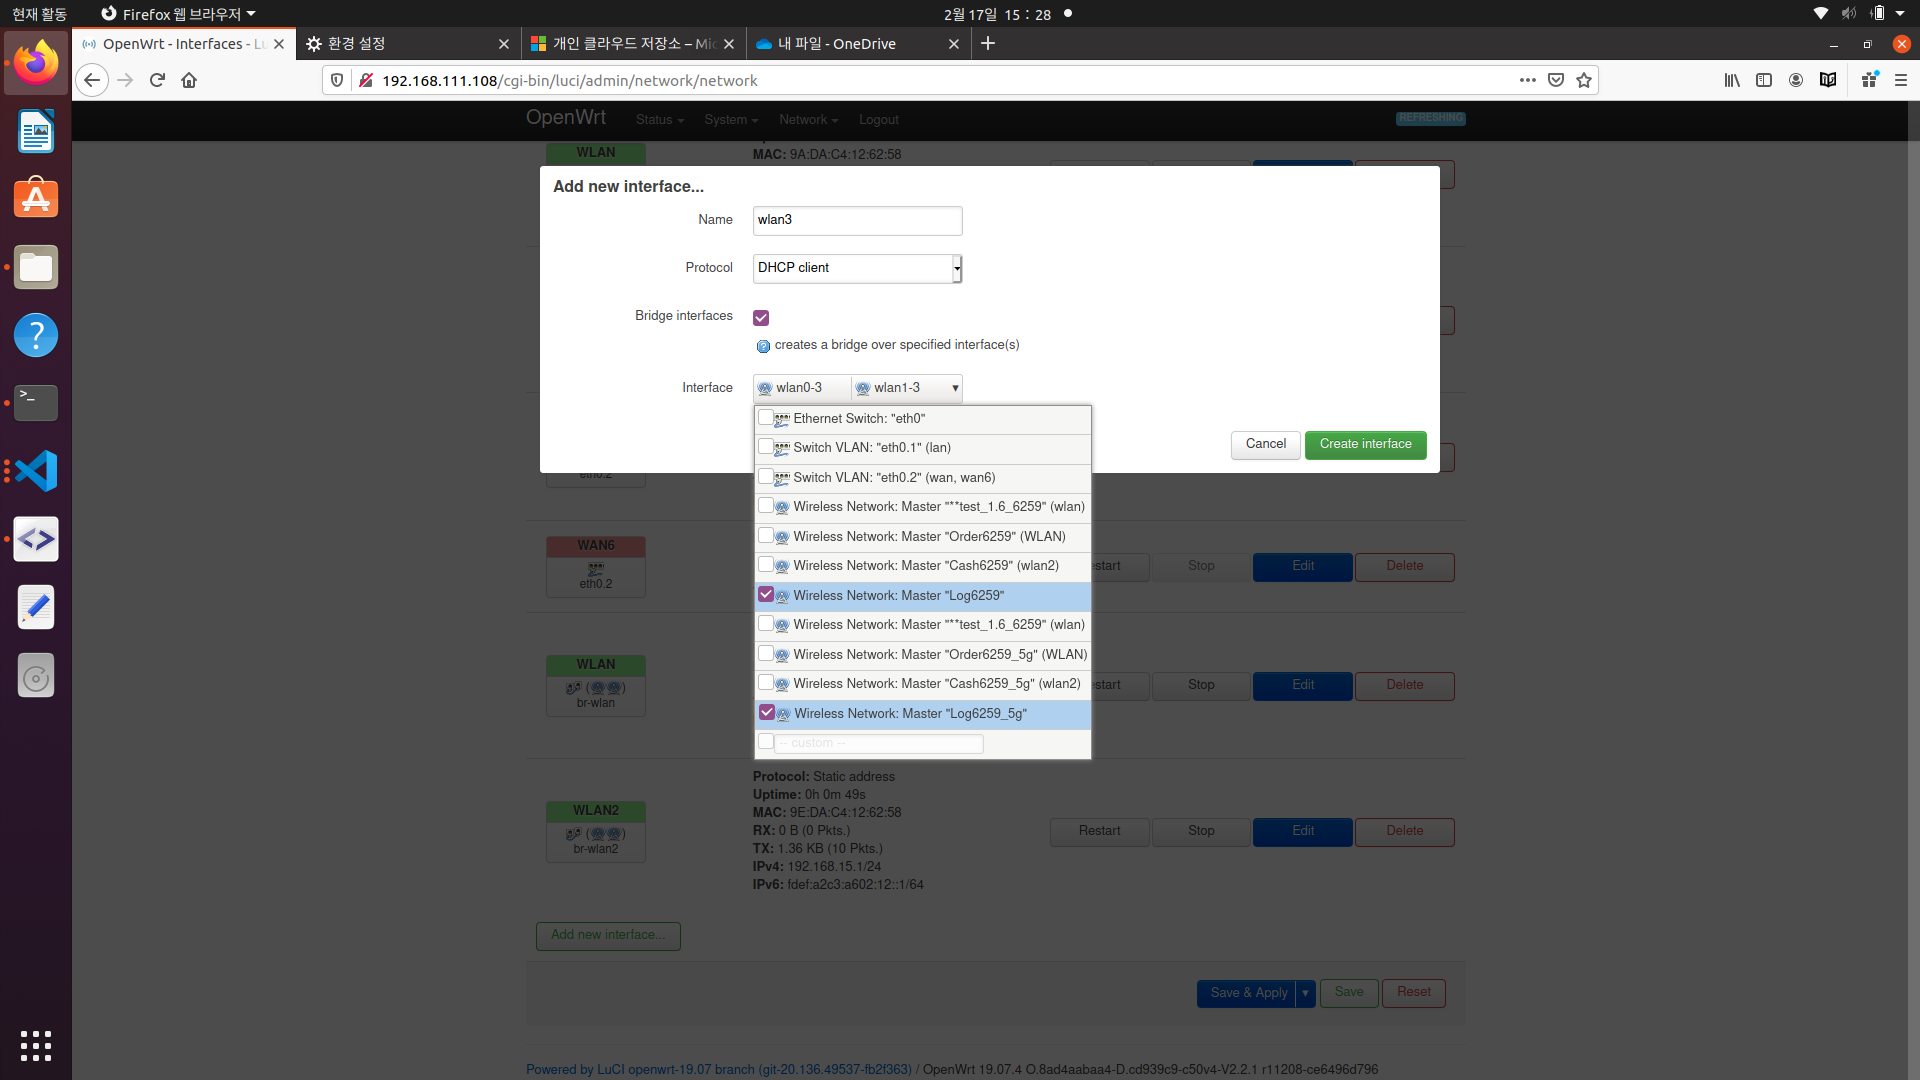 현재 활동
Firefox 웹 브라우저
2월 17일 15 : 28
OpenWrt - Interfaces - Lu
환경 설정
개인 클라우드 저장소 – Mic
내 파일 - OneDrive
192.168.111.108/cgi-bin/luci/admin/network/network
OpenWrt
Status
System
Network
Logout
REFRESHING
WLAN
MAC: 9A:DA:C4:12:62:58
Add new interface...
Name
wlan3
Protocol
DHCP client
Bridge interfaces
creates a bridge over specified interface(s)
Interface
wlan0-3
wlan1-3
Ethernet Switch: "eth0"
Switch VLAN: "eth0.1" (lan)
Switch VLAN: "eth0.2" (wan, wan6)
Wireless Network: Master "**test_1.6_6259" (wlan)
Wireless Network: Master "Order6259" (WLAN)
Wireless Network: Master "Cash6259" (wlan2)
Wireless Network: Master "Log6259"
Wireless Network: Master "**test_1.6_6259" (wlan)
Wireless Network: Master "Order6259_5g" (WLAN)
Wireless Network: Master "Cash6259_5g" (wlan2)
Wireless Network: Master "Log6259_5g"
-- custom --
Cancel
Create interface
eth0.2
WAN6
eth0.2
start
Stop
Edit
Delete
WLAN
br-wlan
start
Stop
Edit
Delete
WLAN2
br-wlan2
Protocol: Static address
Uptime: 0h 0m 49s
MAC: 9E:DA:C4:12:62:58
RX: 0 B (0 Pkts.)
TX: 1.36 KB (10 Pkts.)
IPv4: 192.168.15.1/24
IPv6: fdef:a2c3:a602:12::1/64
Restart
Stop
Edit
Delete
Add new interface...
Save & Apply
Save
Reset
Powered by LuCI openwrt-19.07 branch (git-20.136.49537-fb2f363) / OpenWrt 19.07.4 O.8ad4aabaa4-D.cd939c9-c50v4-V2.2.1 r11208-ce6496d796